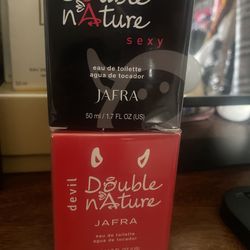 Double
nAture
sexy
eau de toilette
agua de tocador
JAFRA
50 ml / 1.7 FL OZ (US)
devil
Double
nAture
JAFRA
eau de toilette
agua de tocador